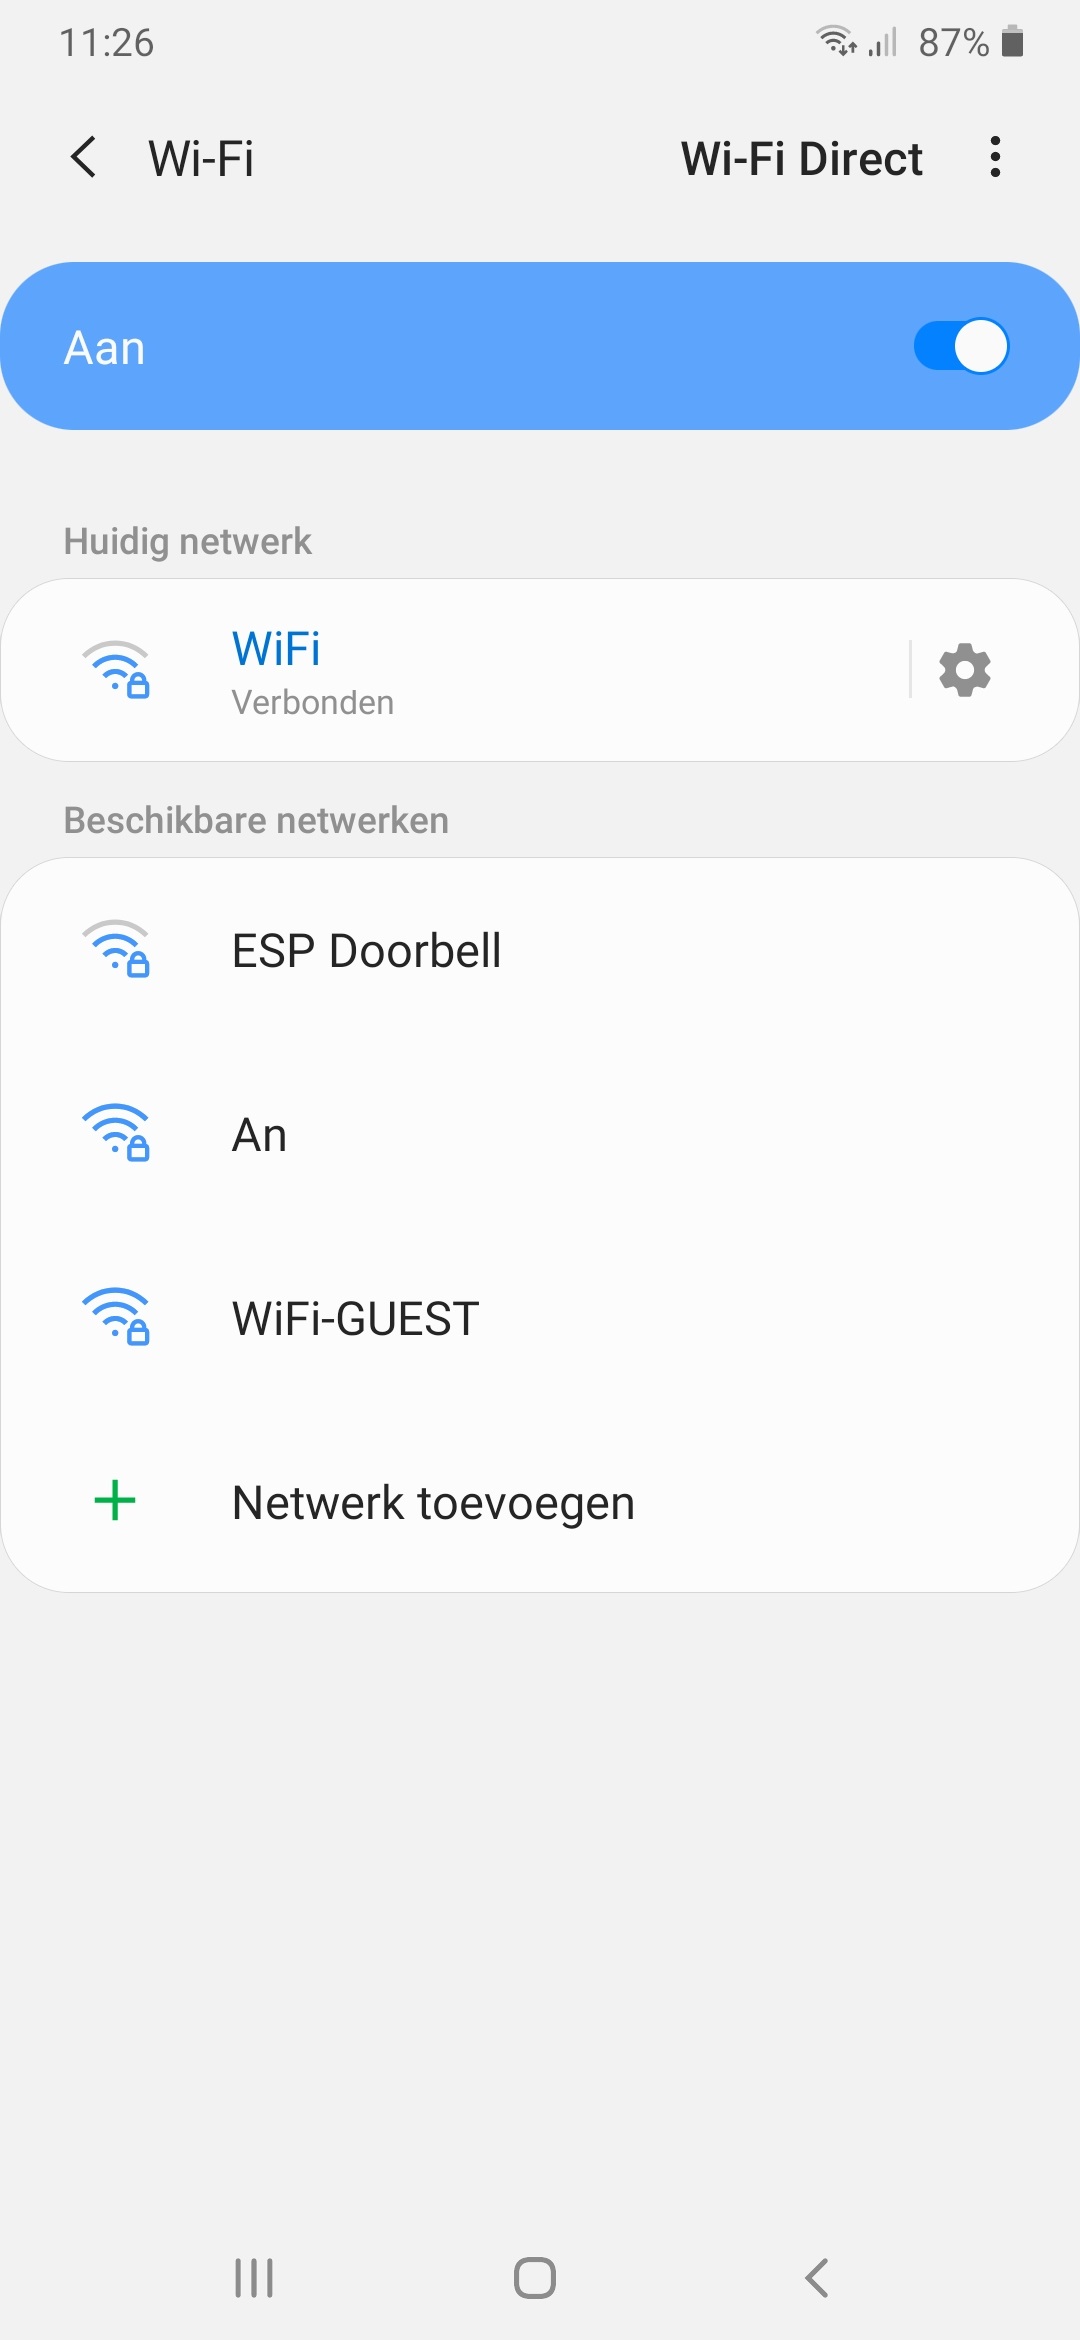 11:26
87%
Wi-Fi
Wi-Fi Direct
Aan
Huidig netwerk
WiFi
Verbonden
Beschikbare netwerken
ESP Doorbell
An
WiFi-GUEST
Netwerk toevoegen